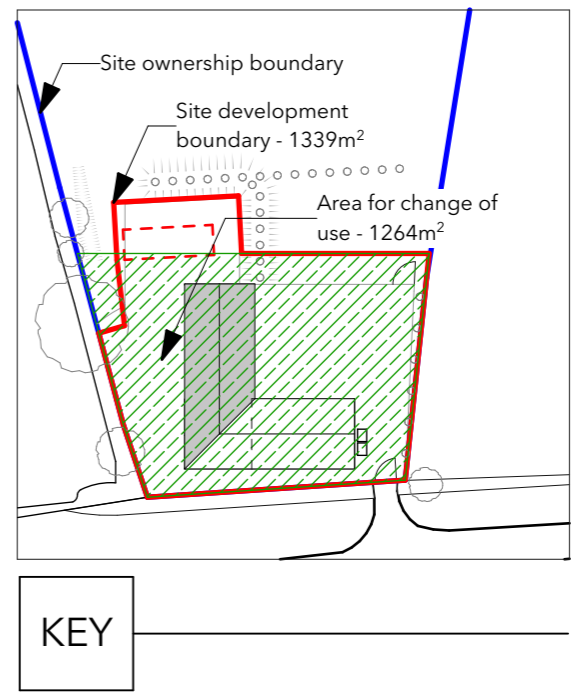 Site ownership boundary
Site development
boundary - 1339m²
Area for change of
use - 1264m²
KEY